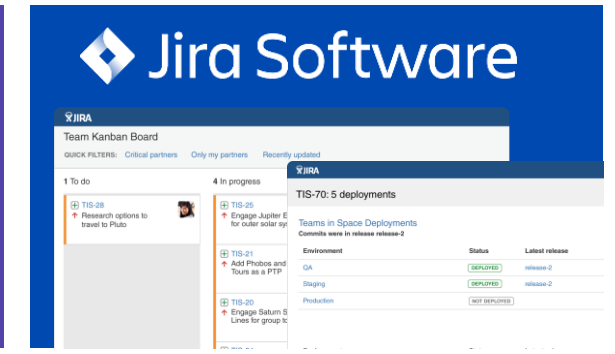 Jira Software
JIRA
Team Kanban Board
QUICK FILTERS: Critical partners Only my partners Recently updated
1 To do
4 In progress
TIS-28
Research options to
travel to Pluto
TIS-25
Engage Jupiter E
for outer solar sy
TIS-21
Add Phobos and
Tours as a PTP
TIS-20
Engage Saturn S
Lines for group to
JIRA
TIS-70: 5 deployments
Teams in Space Deployments
Commits were in release release-2
Environment Status Latest release
QA DEPLOYED release-2
Staging DEPLOYED release-2
Production NOT DEPLOYED